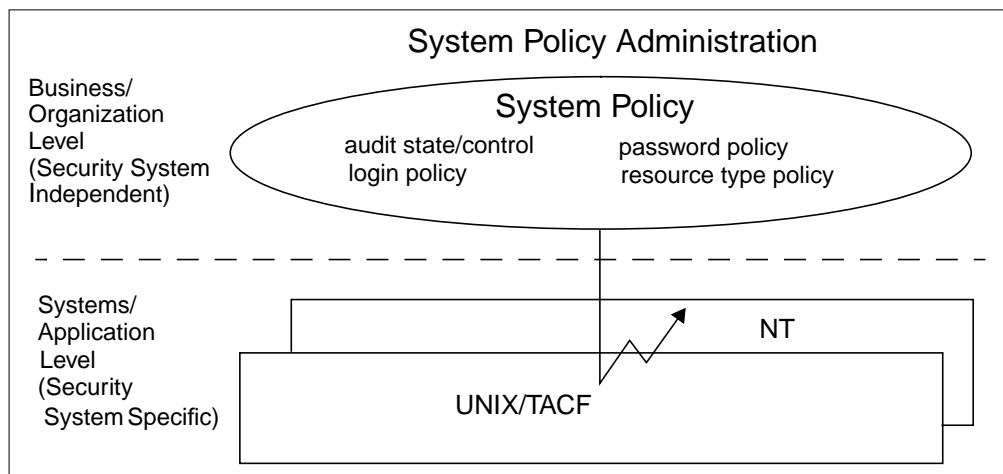 System Policy Administration
Business/
Organization
Level
(Security System
Independent)
System Policy
audit state/control
login policy
password policy
resource type policy
Systems/
Application
Level
(Security
System Specific)
NT
UNIX/TACF